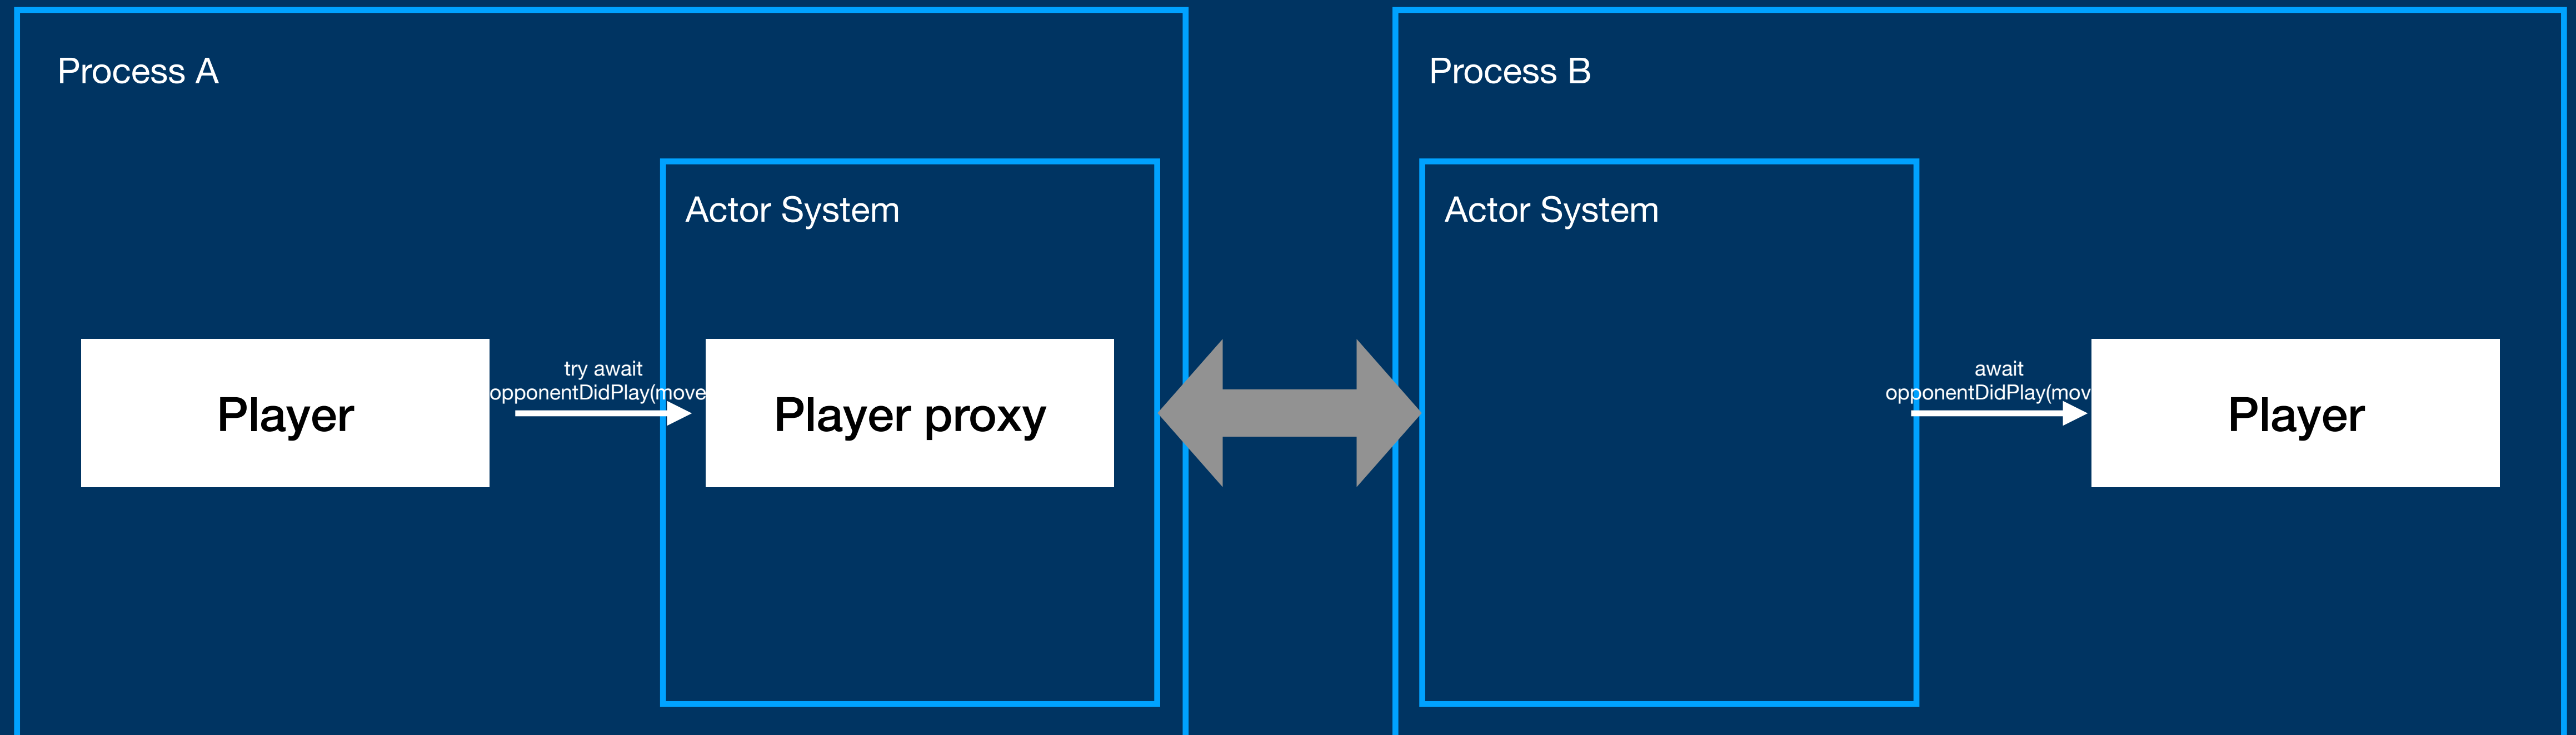 Process A
Process B
Actor System
Actor System
try await
opponentDidPlay(move
await
opponentDidPlay(mov
Player
Player proxy
Player